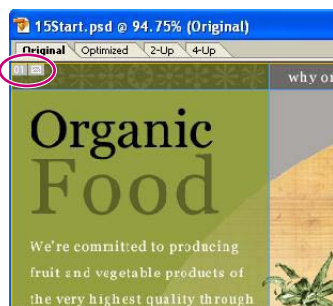 15Start.psd @ 94.75% (Original)
Original Optimized 2-Up 4-Up
01
why or
Organic
Food
We're committed to producing
fruit and vegetable products of
the very highest quality through